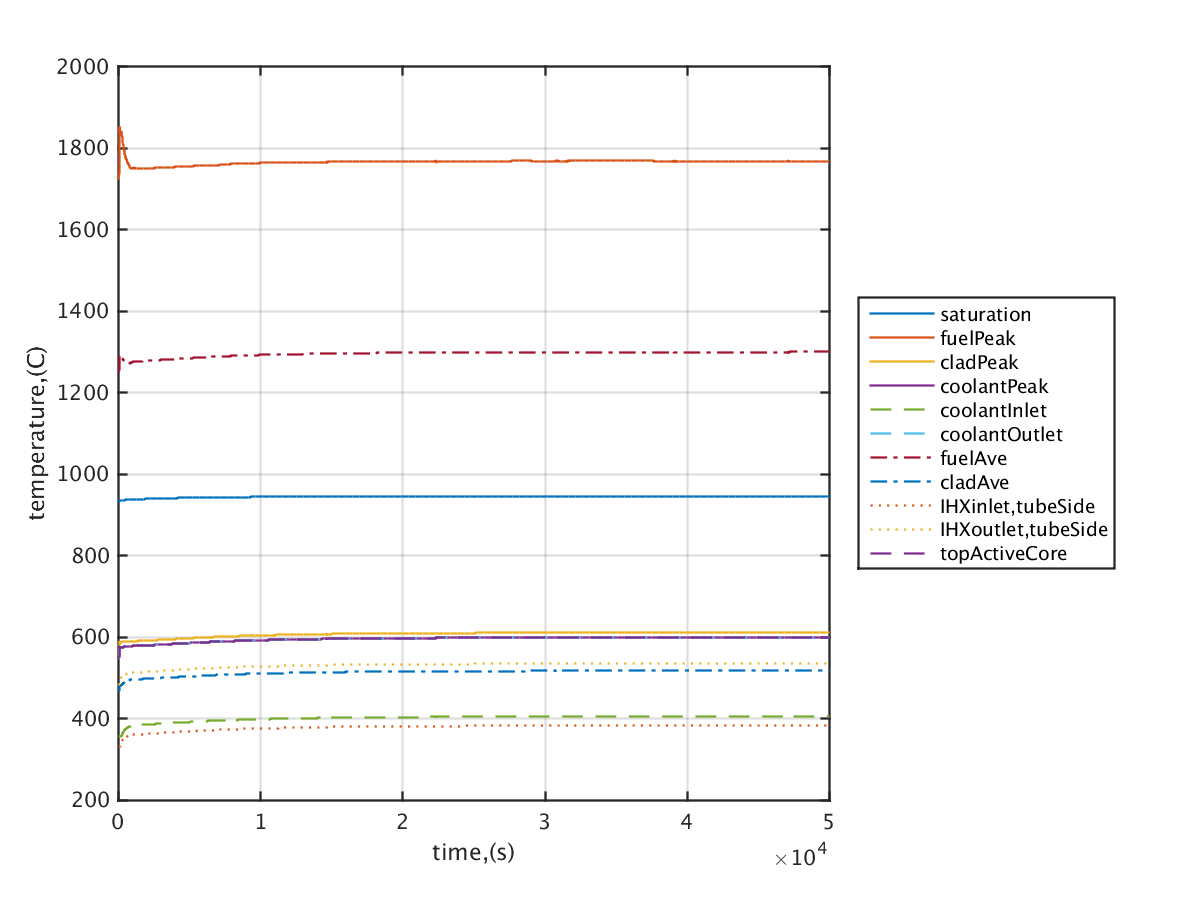 2000
1800
1600
1400
1200
1000
800
600
400
200
temperature,(C)
0 1 2 3 4 5
time,(s)
×10^4
saturation
fuelPeak
cladPeak
coolantPeak
coolantInlet
coolantOutlet
fuelAve
cladAve
IHXinlet,tubeSide
IHXoutlet,tubeSide
topActiveCore